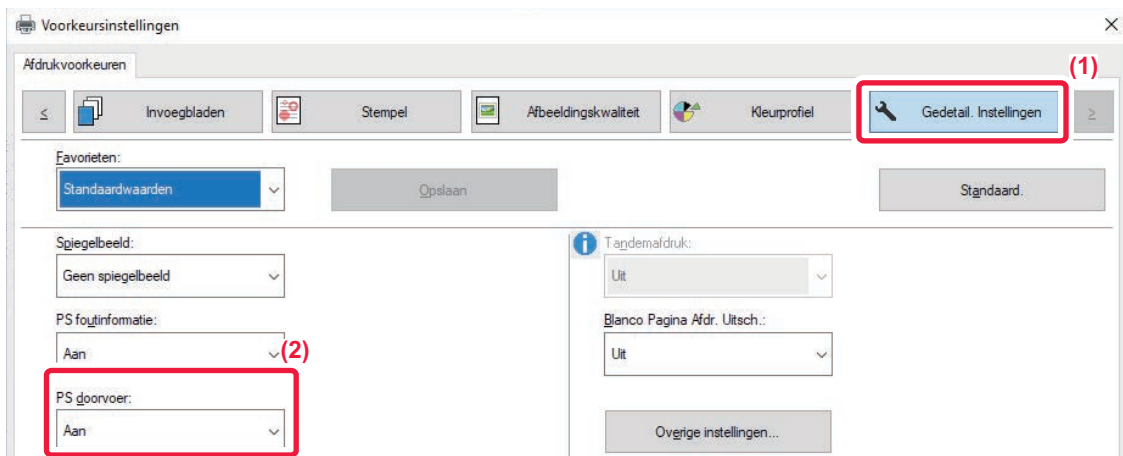 Voorkeursinstellingen
Afdrukvoorkeuren
(1)
< Invoegbladen Stempel Afbeeldingskwaliteit Kleurprofiel Gedetail. Instellingen >
Favorieten:
Standaardwaarden Opslaan Standaard.
Spiegelbeeld: Tandemafdruk:
Geen spiegelbeeld Uit
PS foutinformatie: Blanco Pagina Afdr. Uitsch.:
Aan (2) Uit
PS doorvoer:
Aan Overige instellingen...